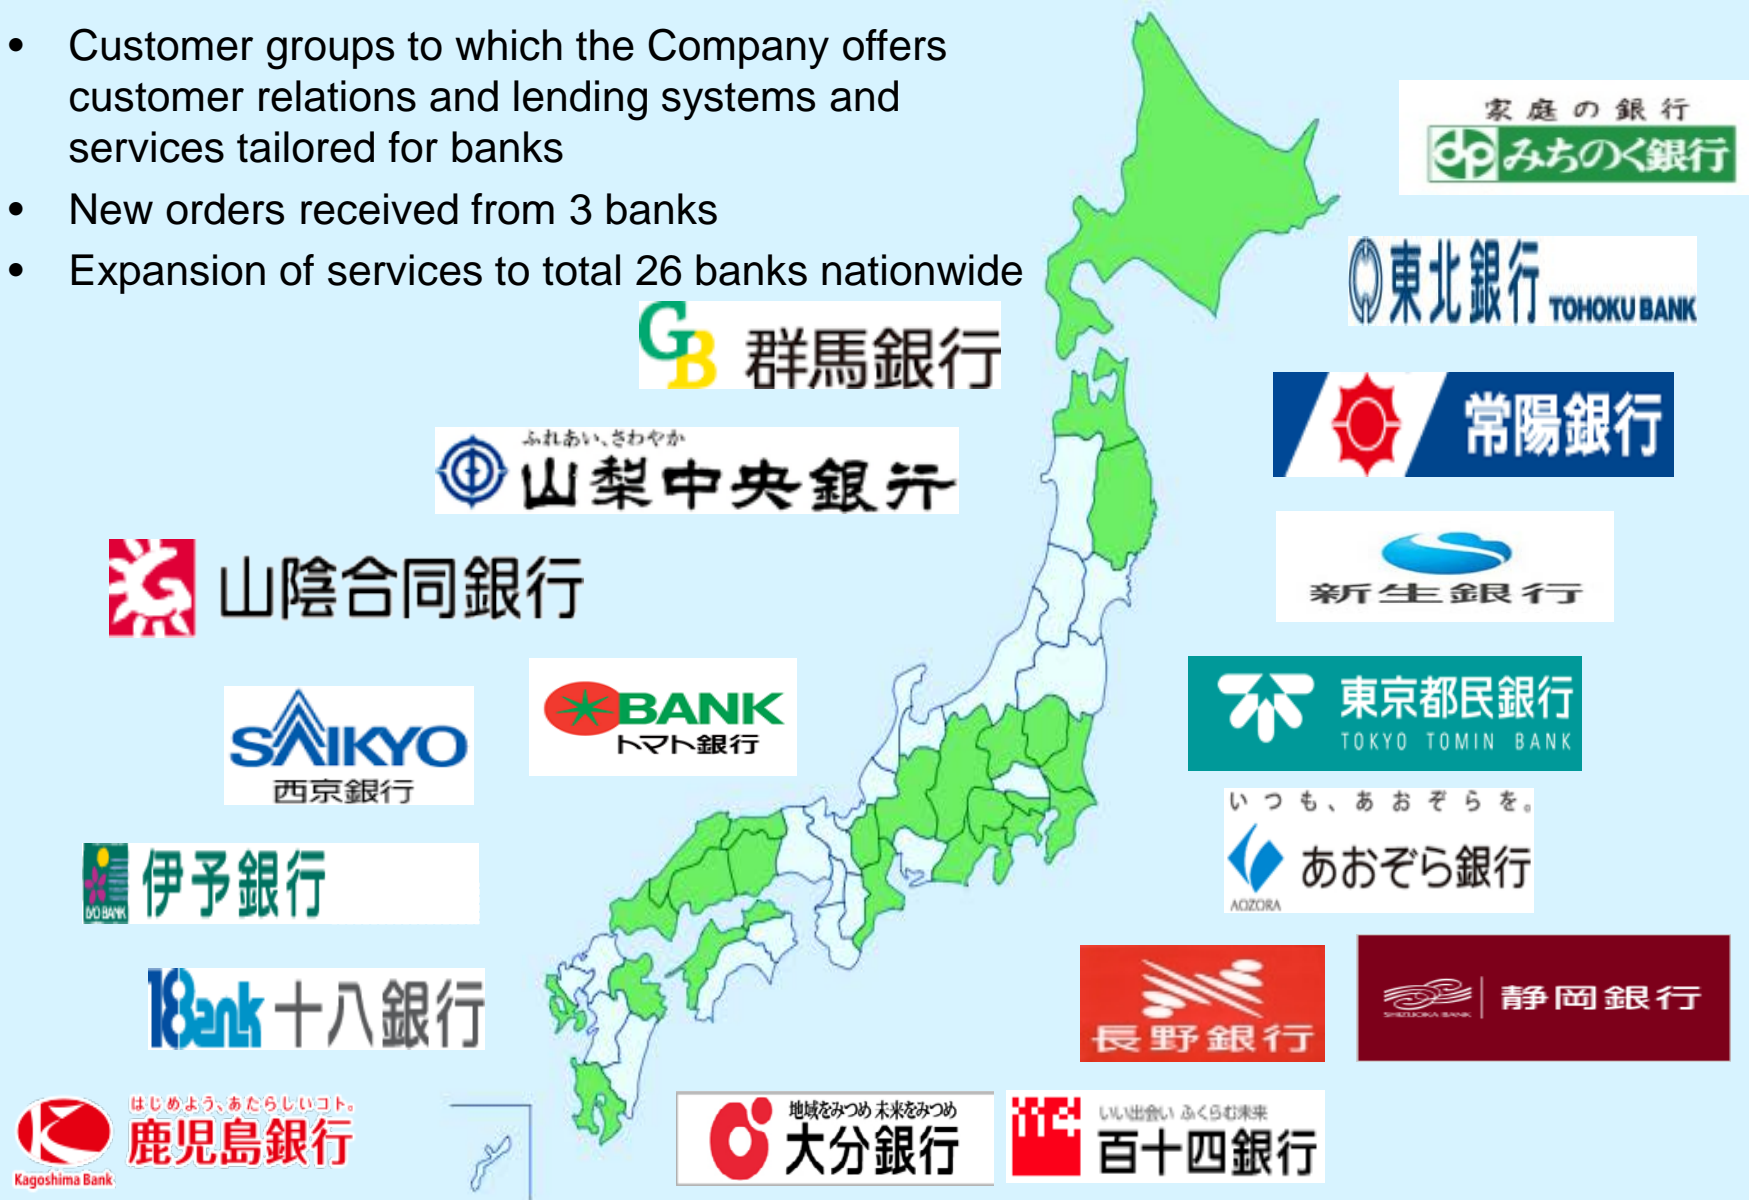 • Customer groups to which the Company offers
customer relations and lending systems and
services tailored for banks
• New orders received from 3 banks
• Expansion of services to total 26 banks nationwide
家庭の銀行
みちのく銀行
東北銀行 TOHOKU BANK
GB 群馬銀行
常陽銀行
ふれあい、さわやか
山梨中央銀行
新生銀行
山陰合同銀行
東京都民銀行
TOKYO TOMIN BANK
SAIKYO
西京銀行
BANK
トマト銀行
いつも、あおぞらを。
あおぞら銀行
AOZORA
IYO BANK 伊予銀行
長野銀行
SHIZUOKA BANK 静岡銀行
18Bank 十八銀行
はじめよう、あたらしいコト。
鹿児島銀行
Kagoshima Bank
地域をみつめ 未来をみつめ
大分銀行
114
いい出会い ふくらむ未来
百十四銀行